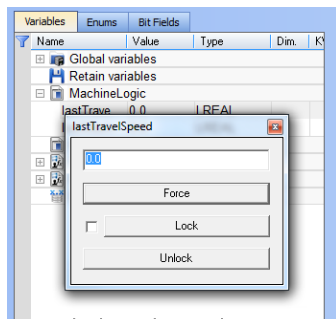 Variables Enums Bit Fields
Name Value Type Dim.
Global variables
Retain variables
MachineLogic
lastTrave 0.0 LREAL
lastTravelSpeed
0.0
Force
Lock
Unlock